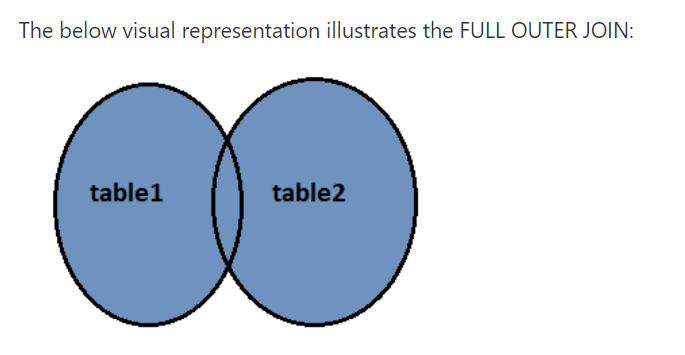 The below visual representation illustrates the FULL OUTER JOIN:
table1
table2